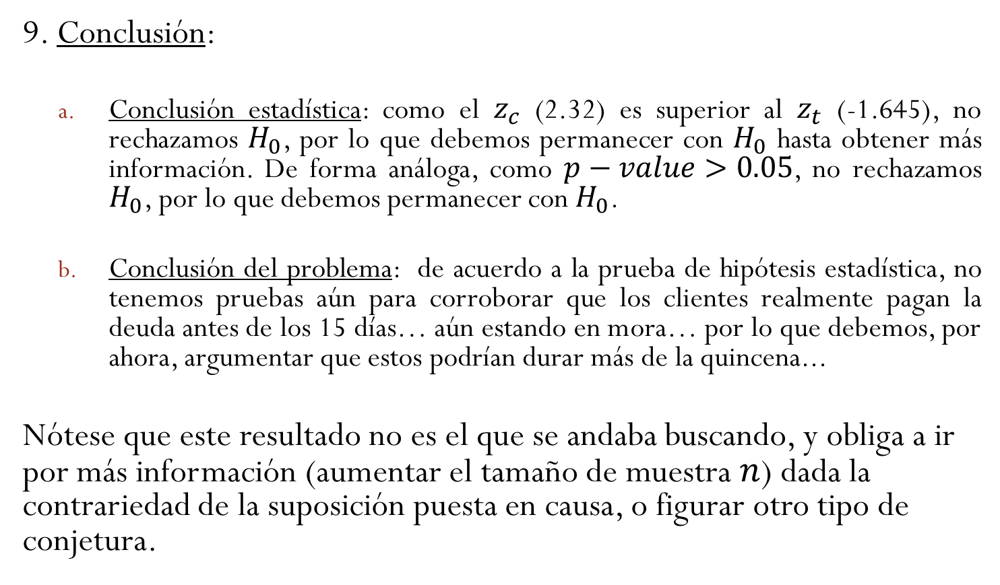 9. Conclusión:
a. Conclusión estadística: como el z_c (2.32) es superior al z_t (-1.645), no
rechazamos H_0, por lo que debemos permanecer con H_0 hasta obtener más
información. De forma análoga, como p − value > 0.05, no rechazamos
H_0, por lo que debemos permanecer con H_0.
b. Conclusión del problema: de acuerdo a la prueba de hipótesis estadística, no
tenemos pruebas aún para corroborar que los clientes realmente pagan la
deuda antes de los 15 días… aún estando en mora… por lo que debemos, por
ahora, argumentar que estos podrían durar más de la quincena…
Nótese que este resultado no es el que se andaba buscando, y obliga a ir
por más información (aumentar el tamaño de muestra n) dada la
contrariedad de la suposición puesta en causa, o figurar otro tipo de
conjetura.